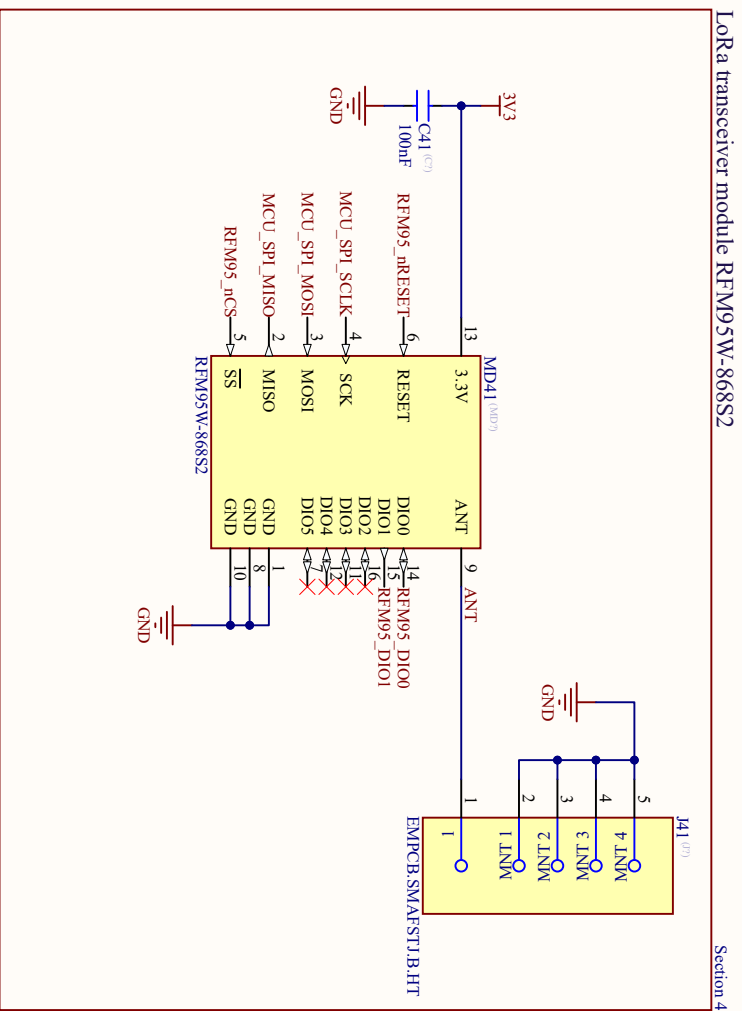 LoRa transceiver module RFM95W-868S2
Section 4
3V3
C41 (C?)
100nF
GND
RFM95_nRESET
MCU_SPI_SCLK
MCU_SPI_MOSI
MCU_SPI_MISO
RFM95_nCS
13
6
4
3
2
5
MD41 (MD?)
3.3V
RESET
SCK
MOSI
MISO
SS
RFM95W-868S2
ANT
DIO0
DIO1
DIO2
DIO3
DIO4
DIO5
GND
GND
GND
9
14
15
16
11
12
7
1
8
10
ANT
RFM95_DIO0
RFM95_DIO1
GND
GND
5
4
3
2
1
J41 (J?)
MNT 4
MNT 3
MNT 2
MNT 1
1
EMPCB.SMAFSTJ.B.HT